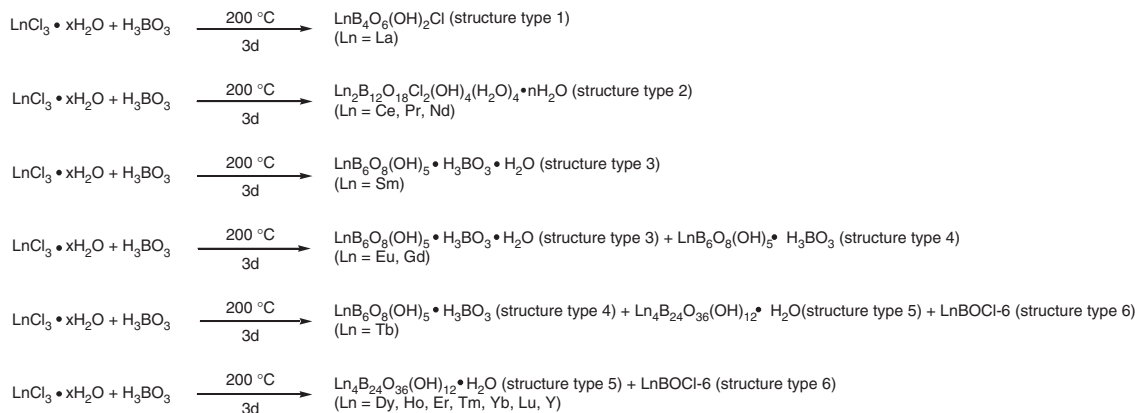 LnCl₃ • xH₂O + H₃BO₃ 200 °C 3d LnB₄O₆(OH)₂Cl (structure type 1)
(Ln = La)
LnCl₃ • xH₂O + H₃BO₃ 200 °C 3d Ln₂B₁₂O₁₈Cl₂(OH)₄(H₂O)₄•nH₂O (structure type 2)
(Ln = Ce, Pr, Nd)
LnCl₃ • xH₂O + H₃BO₃ 200 °C 3d LnB₆O₈(OH)₅ • H₃BO₃ • H₂O (structure type 3)
(Ln = Sm)
LnCl₃ • xH₂O + H₃BO₃ 200 °C 3d LnB₆O₈(OH)₅ • H₃BO₃ • H₂O (structure type 3) + LnB₆O₈(OH)₅• H₃BO₃ (structure type 4)
(Ln = Eu, Gd)
LnCl₃ • xH₂O + H₃BO₃ 200 °C 3d LnB₆O₈(OH)₅ • H₃BO₃ (structure type 4) + Ln₄B₂₄O₃₆(OH)₁₂• H₂O(structure type 5) + LnBOCl-6 (structure type 6)
(Ln = Tb)
LnCl₃ • xH₂O + H₃BO₃ 200 °C 3d Ln₄B₂₄O₃₆(OH)₁₂•H₂O (structure type 5) + LnBOCl-6 (structure type 6)
(Ln = Dy, Ho, Er, Tm, Yb, Lu, Y)